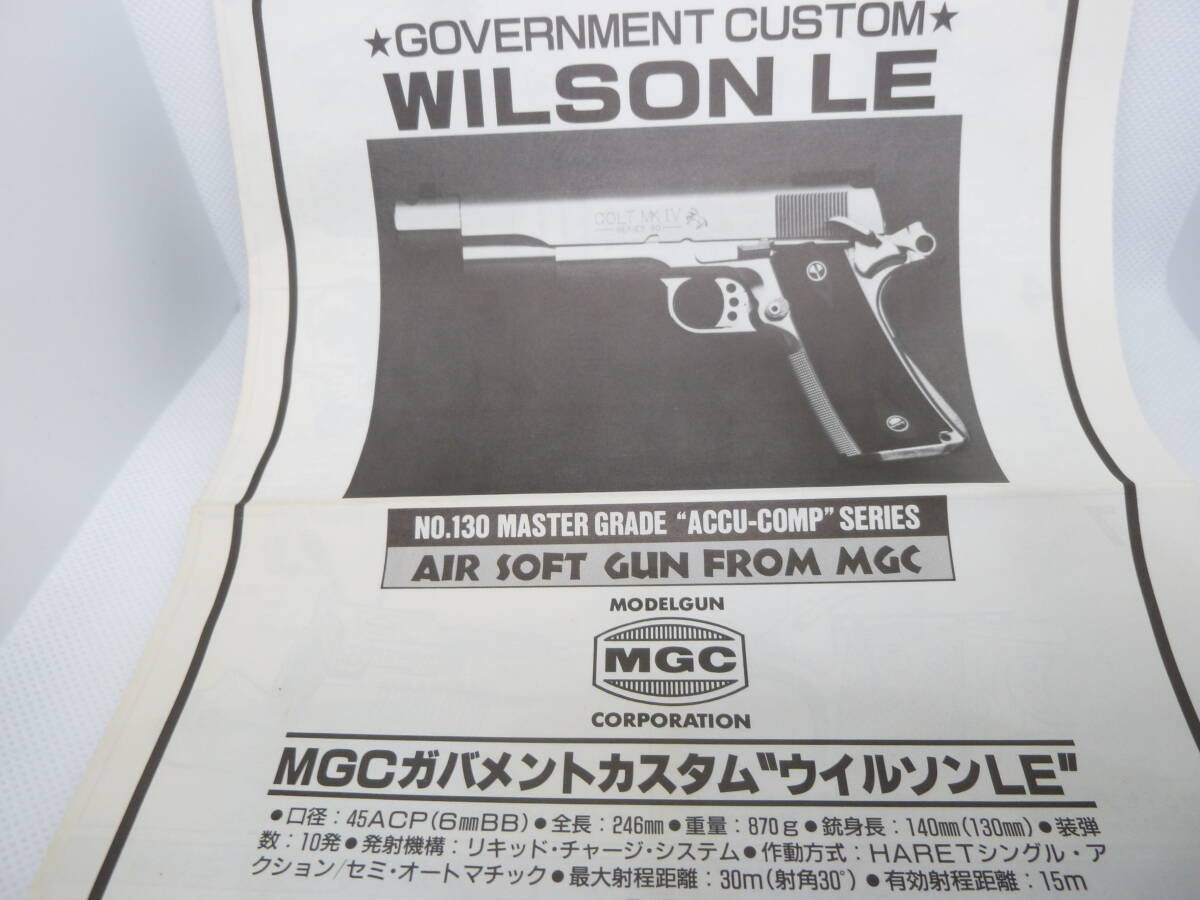 ★GOVERNMENT CUSTOM★
WILSON LE
COLT MK IV
SERIES 80
NO.130 MASTER GRADE “ACCU-COMP” SERIES
AIR SOFT GUN FROM MGC
MODELGUN
MGC
CORPORATION
MGCガバメントカスタム"ウイルソンLE"
●口径：45ACP(6㎜BB)●全長：246㎜●重量：870g●銃身長：140㎜(130㎜)●装弾
数：10発●発射機構：リキッド・チャージ・システム●作動方式：HARETシングル・ア
クション/セミ・オートマチック●最大射程距離：30m(射角30°)●有効射程距離：15m